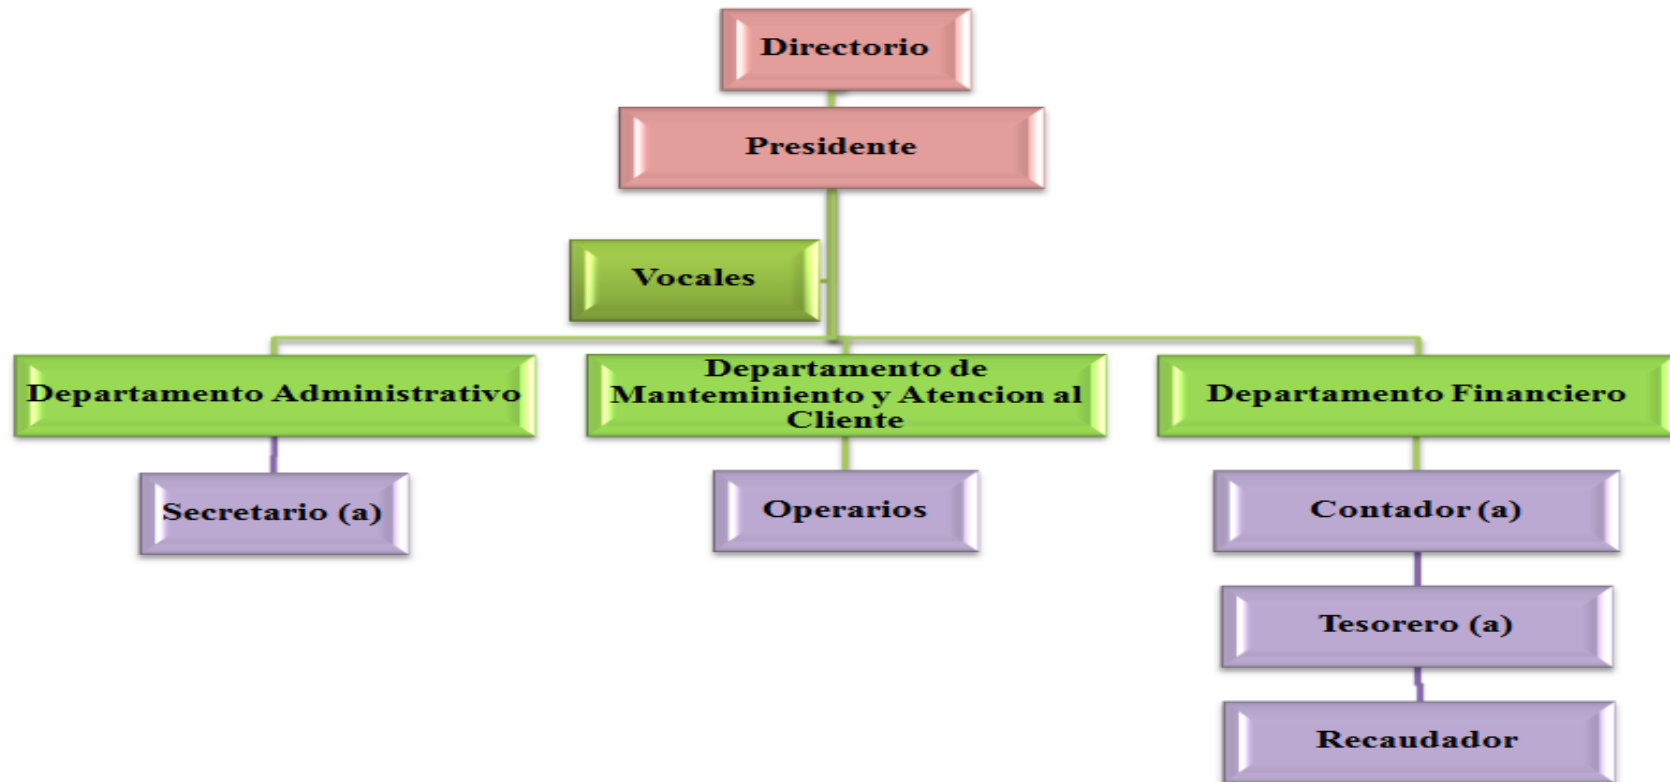 Directorio
Presidente
Vocales
Departamento Administrativo
Departamento de
Manteminiento y Atencion al
Cliente
Departamento Financiero
Secretario (a)
Operarios
Contador (a)
Tesorero (a)
Recaudador